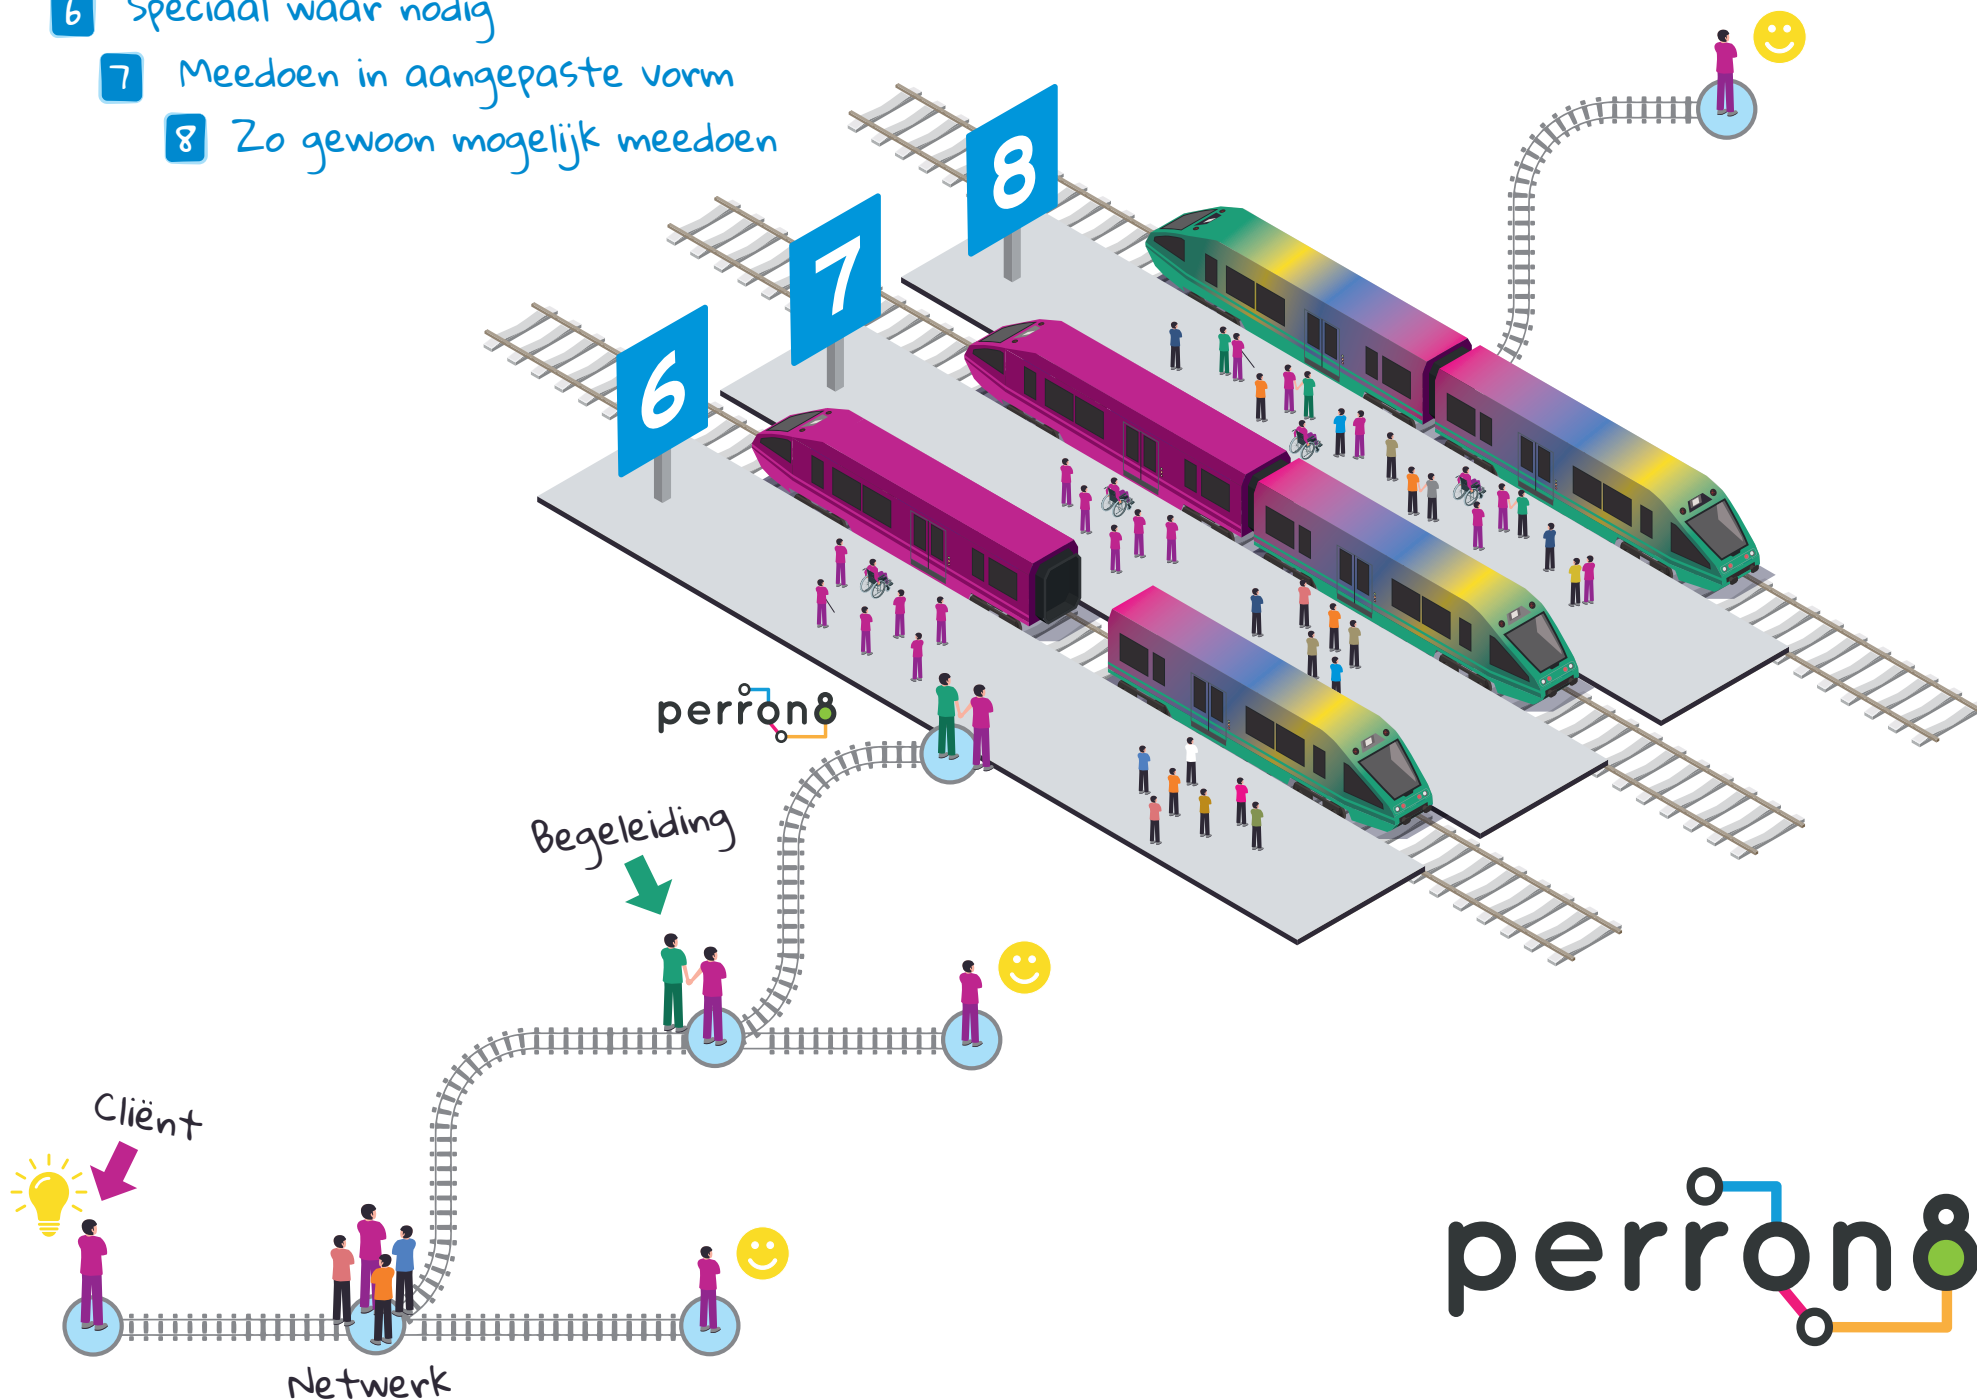 6 Speciaal waar nodig
7 Meedoen in aangepaste vorm
8 Zo gewoon mogelijk meedoen
8
7
6
perron8
Begeleiding
Cliënt
Netwerk
perron8